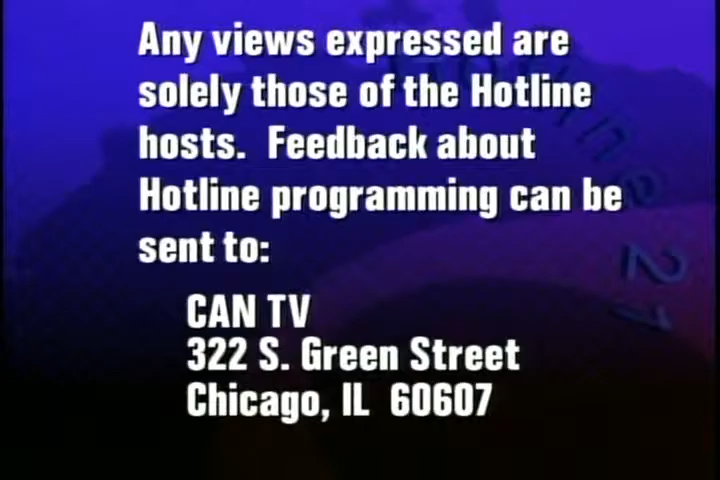 Any views expressed are
solely those of the Hotline
hosts.  Feedback about
Hotline programming can be
sent to:
CAN TV
322 S. Green Street
Chicago, IL  60607
21